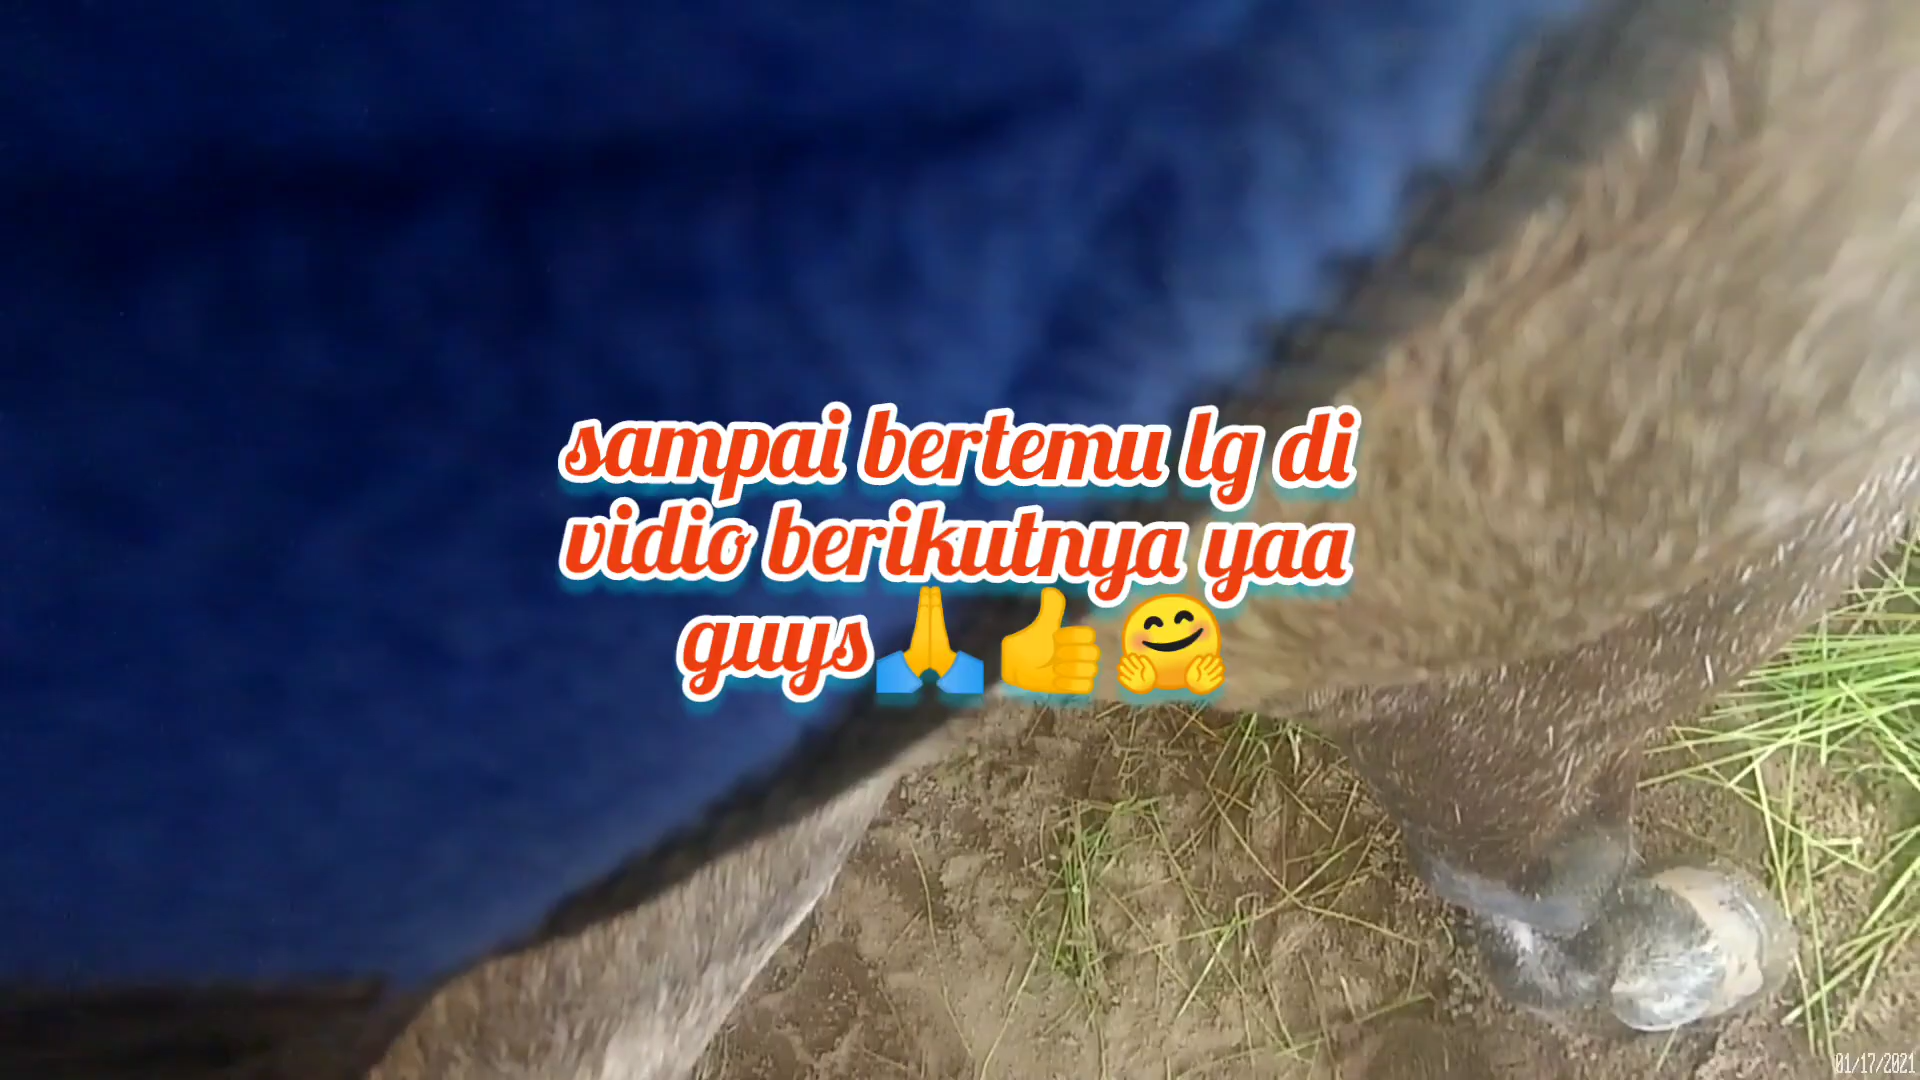 sampai bertemu lg di
vidio berikutnya yaa
guys🙏👍🤗
01/17/2021